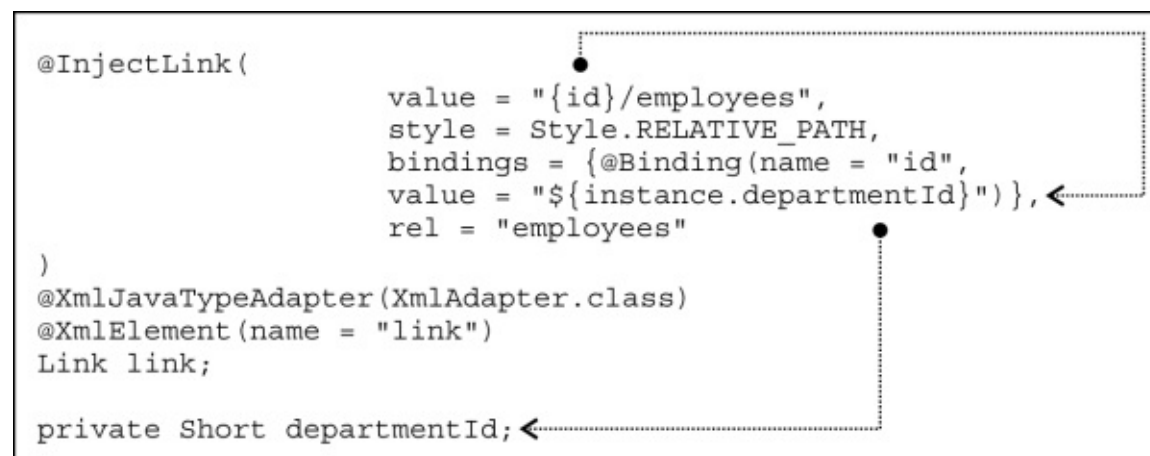 @InjectLink(
value = "{id}/employees",
style = Style.RELATIVE_PATH,
bindings = {@Binding(name = "id",
value = "${instance.departmentId}")},
rel = "employees"
)
@XmlJavaTypeAdapter(XmlAdapter.class)
@XmlElement(name = "link")
Link link;
private Short departmentId;